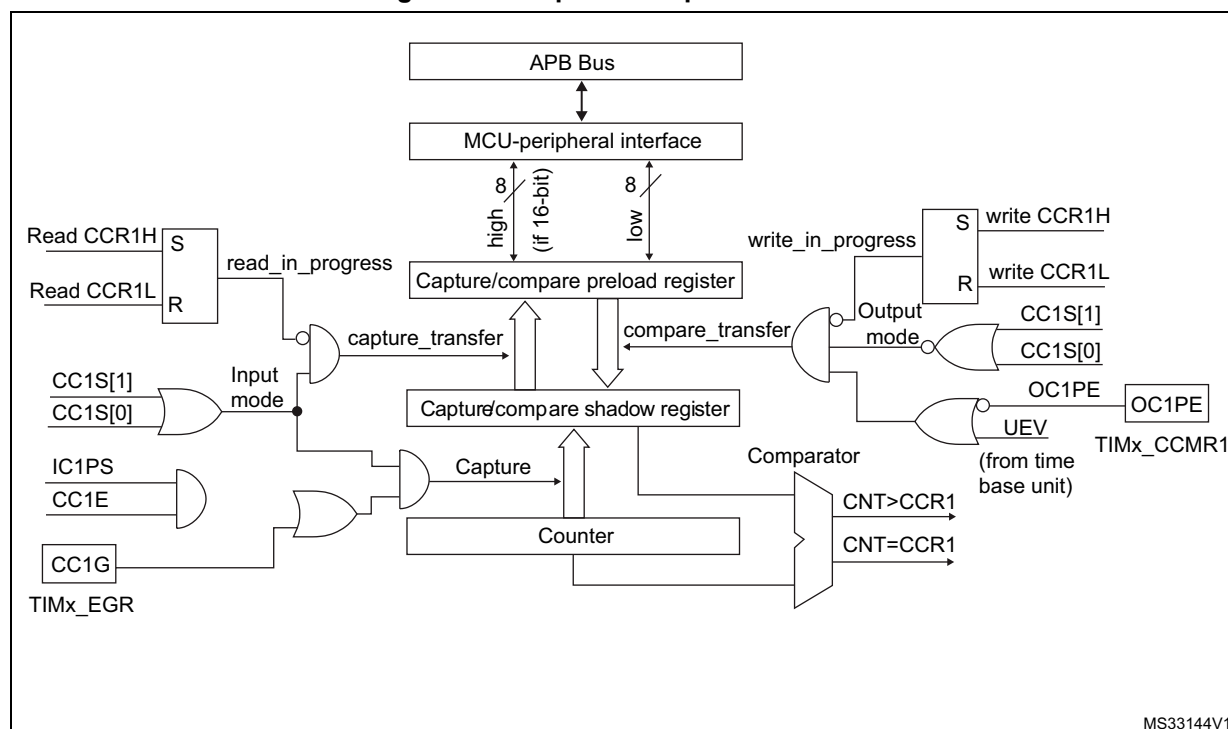 APB Bus
MCU-peripheral interface
8
high
(if 16-bit)
8
low
Read CCR1H
S
read_in_progress
Read CCR1L
R
write_in_progress
S
write CCR1H
R
write CCR1L
Capture/compare preload register
capture_transfer
compare_transfer
Output
mode
CC1S[1]
CC1S[0]
CC1S[1]
CC1S[0]
Input
mode
Capture/compare shadow register
OC1PE
OC1PE
UEV
TIMx_CCMR1
(from time
base unit)
IC1PS
CC1E
Capture
Comparator
CNT>CCR1
Counter
CNT=CCR1
CC1G
TIMx_EGR
MS33144V1